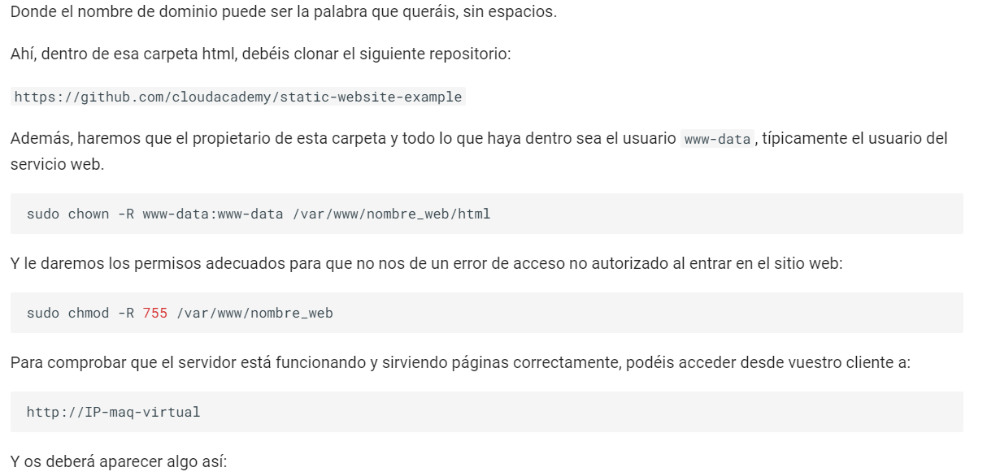 Donde el nombre de dominio puede ser la palabra que queráis, sin espacios.
Ahí, dentro de esa carpeta html, debéis clonar el siguiente repositorio:
https://github.com/cloudacademy/static-website-example
Además, haremos que el propietario de esta carpeta y todo lo que haya dentro sea el usuario www-data, típicamente el usuario del
servicio web.
sudo chown -R www-data:www-data /var/www/nombre_web/html
Y le daremos los permisos adecuados para que no nos de un error de acceso no autorizado al entrar en el sitio web:
sudo chmod -R 755 /var/www/nombre_web
Para comprobar que el servidor está funcionando y sirviendo páginas correctamente, podéis acceder desde vuestro cliente a:
http://IP-maq-virtual
Y os deberá aparecer algo así: